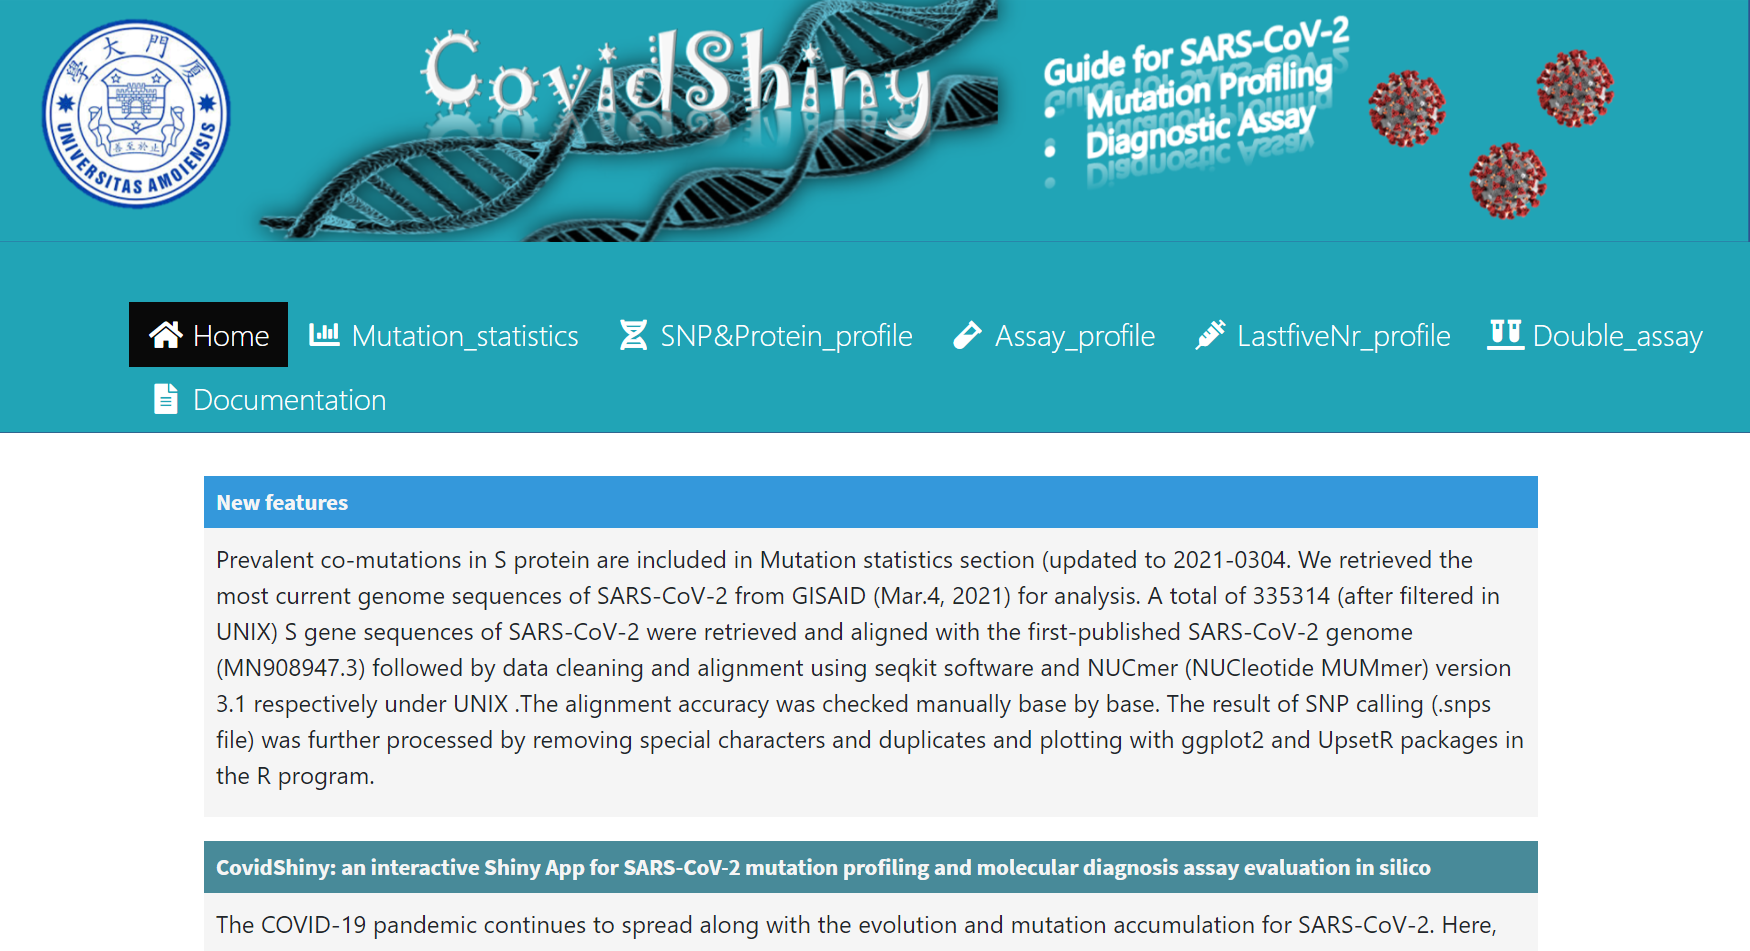 廈門大學
UNIVERSITAS AMOIENSIS
CovidShiny
Guide for SARS-CoV-2
• Mutation Profiling
• Diagnostic Assay
Home Mutation_statistics SNP&Protein_profile Assay_profile LastfiveNr_profile Double_assay
Documentation
New features
Prevalent co-mutations in S protein are included in Mutation statistics section (updated to 2021-0304. We retrieved the
most current genome sequences of SARS-CoV-2 from GISAID (Mar.4, 2021) for analysis. A total of 335314 (after filtered in
UNIX) S gene sequences of SARS-CoV-2 were retrieved and aligned with the first-published SARS-CoV-2 genome
(MN908947.3) followed by data cleaning and alignment using seqkit software and NUCmer (NUCleotide MUMmer) version
3.1 respectively under UNIX .The alignment accuracy was checked manually base by base. The result of SNP calling (.snps
file) was further processed by removing special characters and duplicates and plotting with ggplot2 and UpsetR packages in
the R program.
CovidShiny: an interactive Shiny App for SARS-CoV-2 mutation profiling and molecular diagnosis assay evaluation in silico
The COVID-19 pandemic continues to spread along with the evolution and mutation accumulation for SARS-CoV-2. Here,